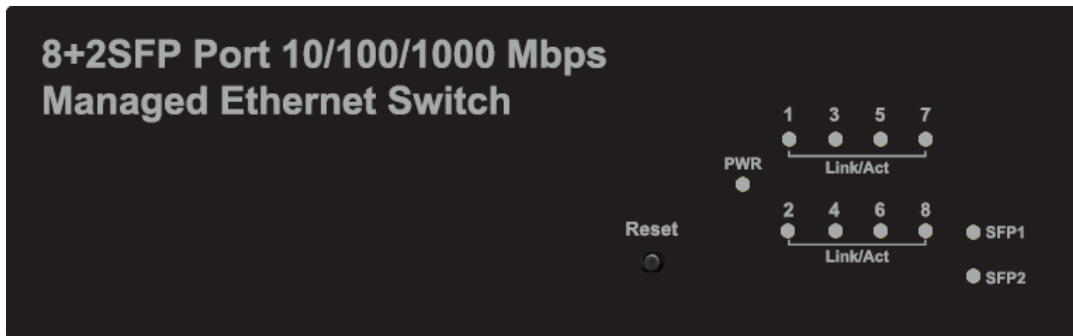 8+2SFP Port 10/100/1000 Mbps
Managed Ethernet Switch
1 3 5 7
Link/Act
PWR
2 4 6 8
Link/Act
Reset
SFP1
SFP2